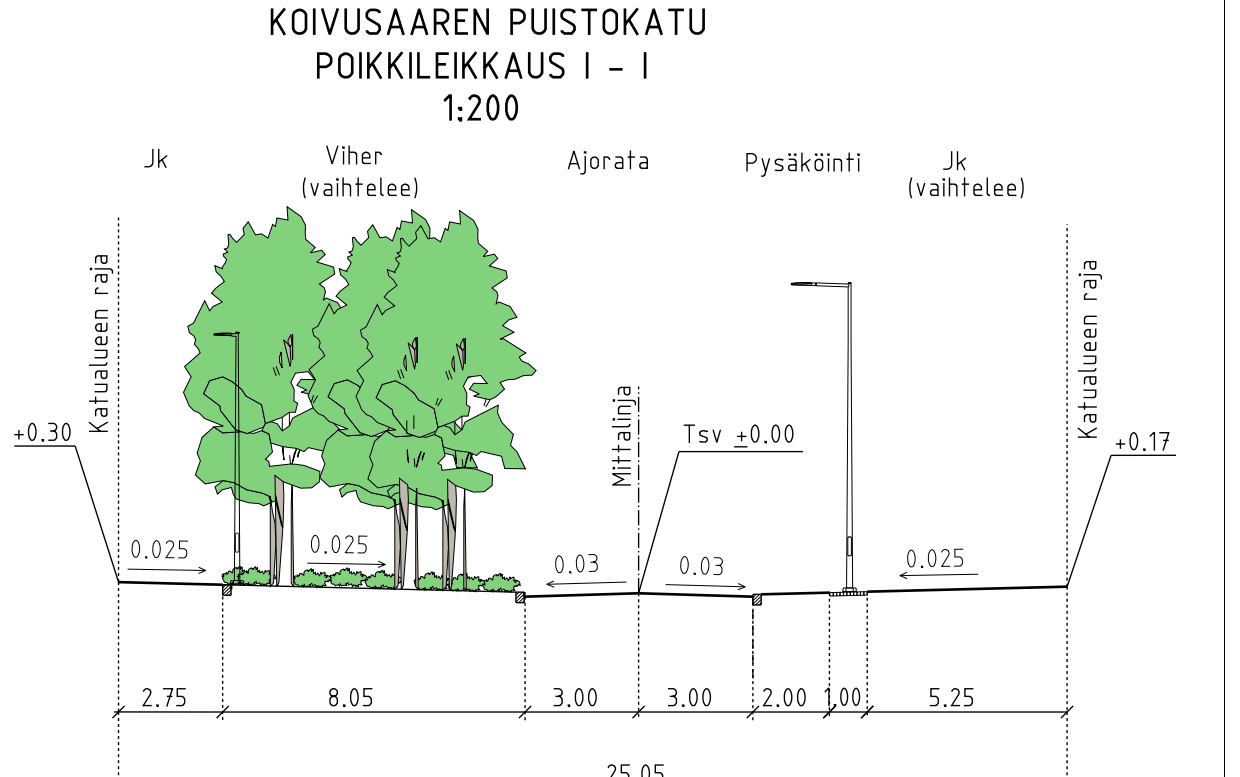 KOIVUSAAREN PUISTOKATU
POIKKILEIKKAUS I - I
1:200
Jk
Viher
(vaihtelee)
Ajorata
Pysäköinti
Jk
(vaihtelee)
Katualueen raja
Mittalinja
Katualueen raja
+0.30
Tsv ±0.00
+0.17
0.025
0.025
0.03
0.03
0.025
2.75
8.05
3.00
3.00
2.00
1.00
5.25
25.05